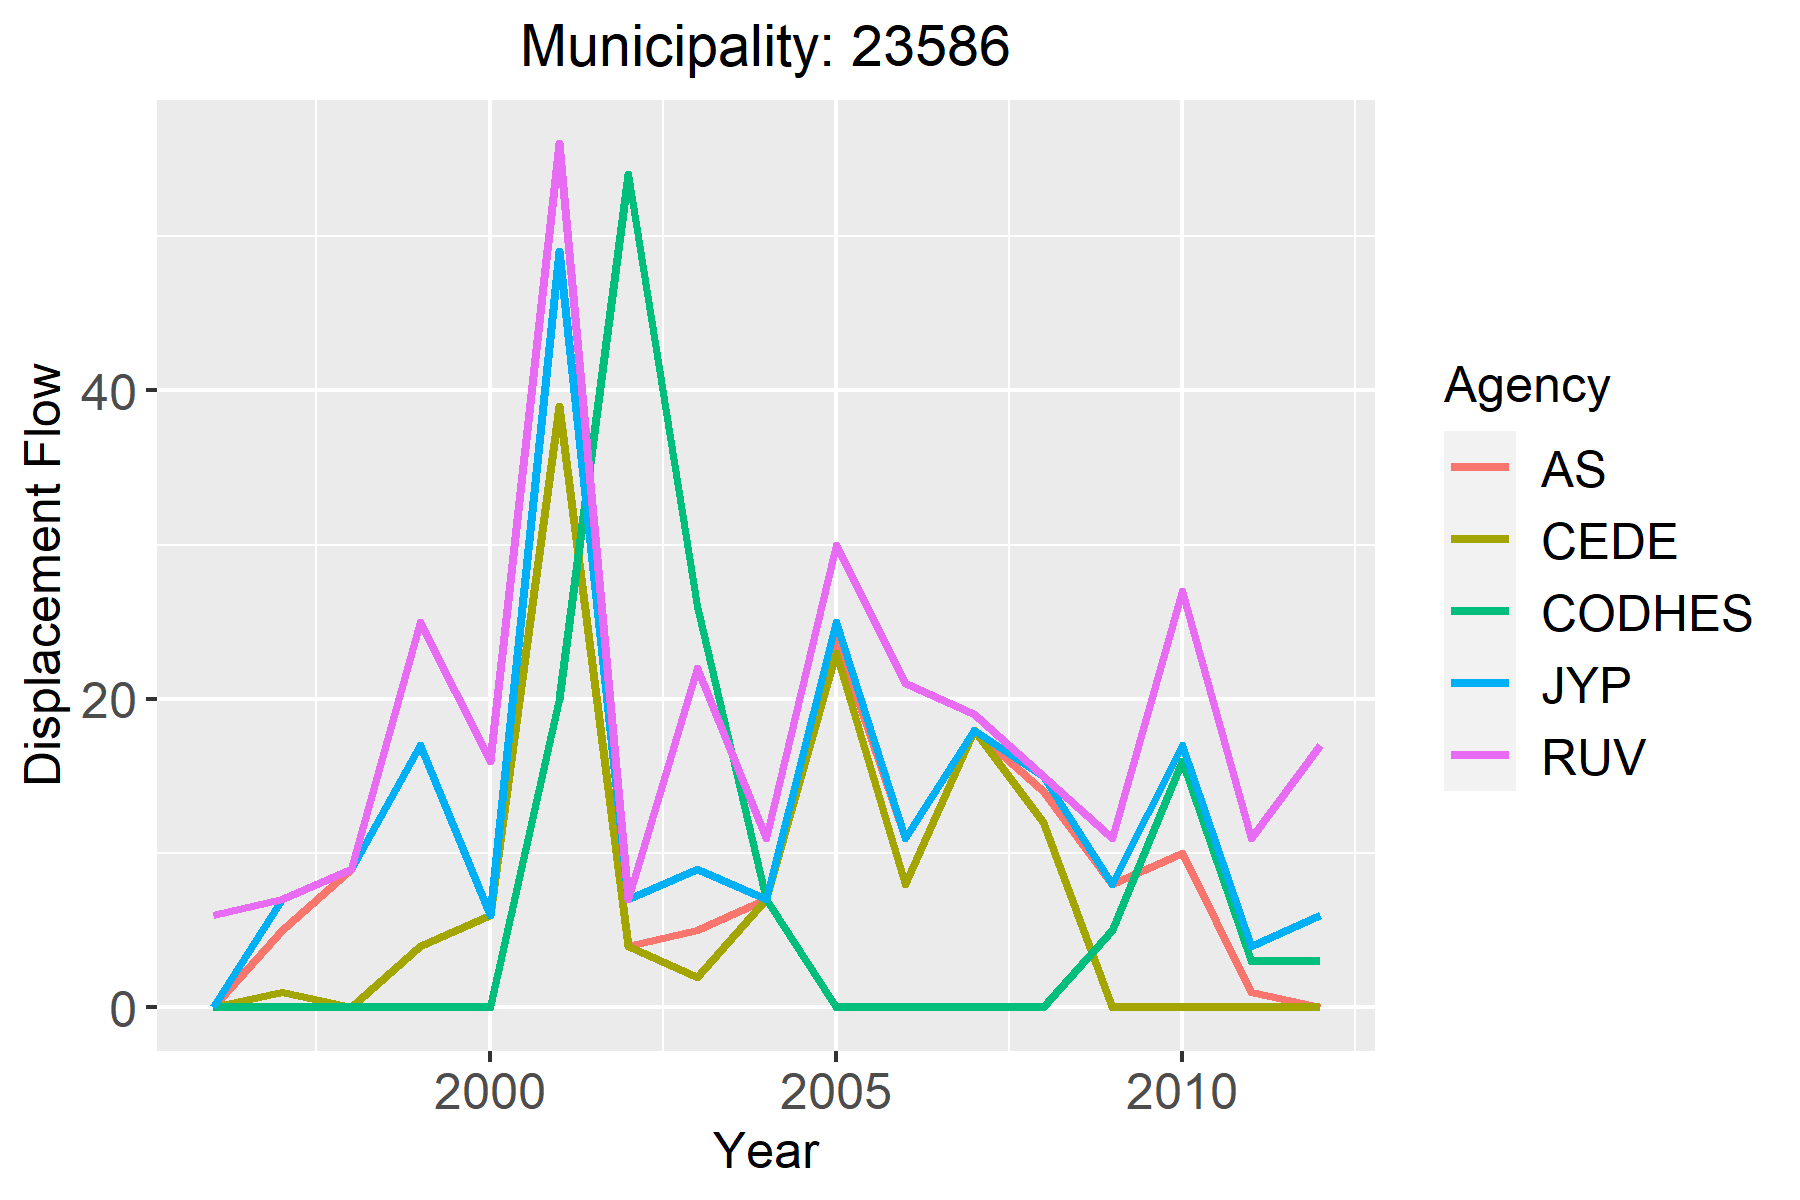 Municipality: 23586
Displacement Flow
40
20
0
2000 2005 2010
Year
Agency
AS
CEDE
CODHES
JYP
RUV